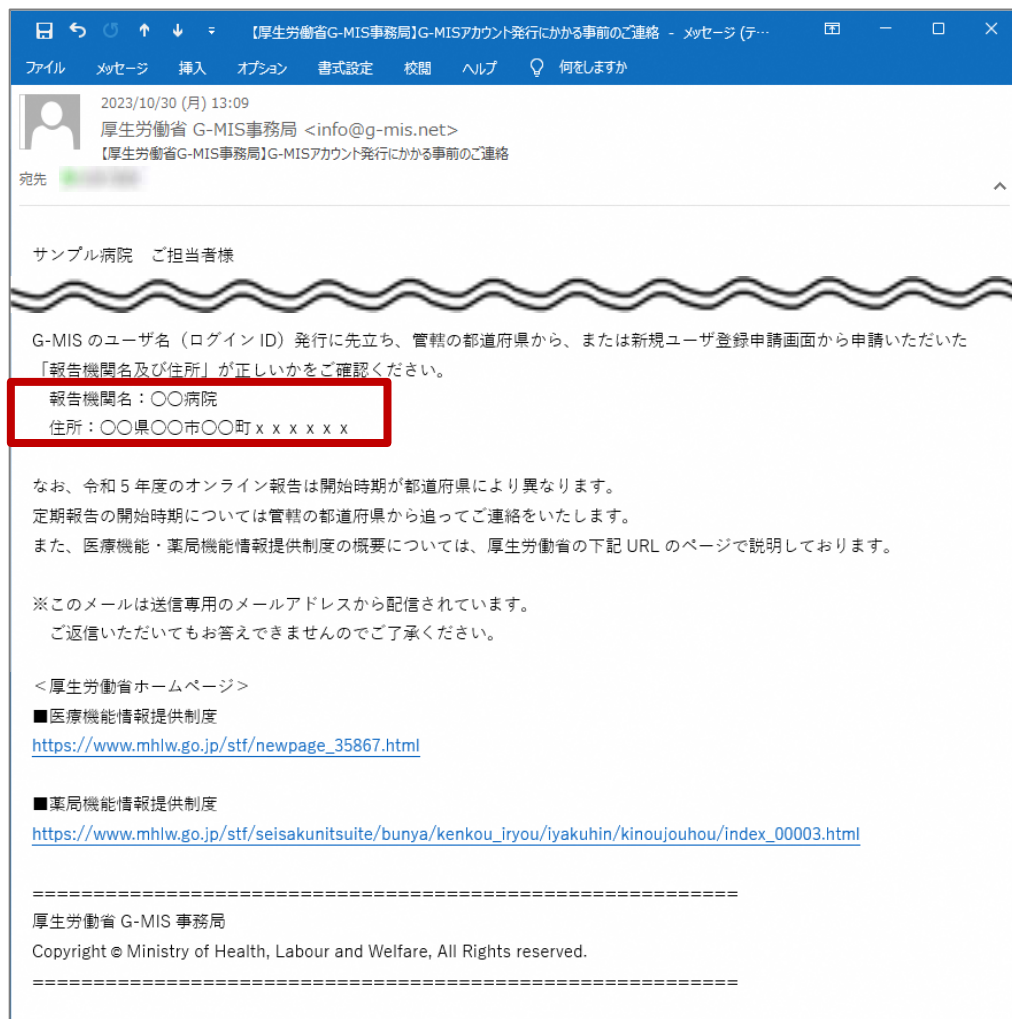 【厚生労働省G-MIS事務局】G-MISアカウント発行にかかる事前のご連絡 - メッセージ (テ…
ファイル メッセージ 挿入 オプション 書式設定 校閲 ヘルプ 何をしますか
2023/10/30 (月) 13:09
厚生労働省 G-MIS事務局 <info@g-mis.net>
【厚生労働省G-MIS事務局】G-MISアカウント発行にかかる事前のご連絡
宛先
サンプル病院　ご担当者様
G-MIS のユーザ名（ログイン ID）発行に先立ち、管轄の都道府県から、または新規ユーザ登録申請画面から申請いただいた
「報告機関名及び住所」が正しいかをご確認ください。
報告機関名：〇〇病院
住所：〇〇県〇〇市〇〇町ｘｘｘｘｘｘ
なお、令和５年度のオンライン報告は開始時期が都道府県により異なります。
定期報告の開始時期については管轄の都道府県から追ってご連絡をいたします。
また、医療機能・薬局機能情報提供制度の概要については、厚生労働省の下記 URL のページで説明しております。
※このメールは送信専用のメールアドレスから配信されています。
ご返信いただいてもお答えできませんのでご了承ください。
＜厚生労働省ホームページ＞
■医療機能情報提供制度
https://www.mhlw.go.jp/stf/newpage_35867.html
■薬局機能情報提供制度
https://www.mhlw.go.jp/stf/seisakunitsuite/bunya/kenkou_iryou/iyakuhin/kinoujouhou/index_00003.html
==========================================================
厚生労働省 G-MIS 事務局
Copyright © Ministry of Health, Labour and Welfare, All Rights reserved.
==========================================================